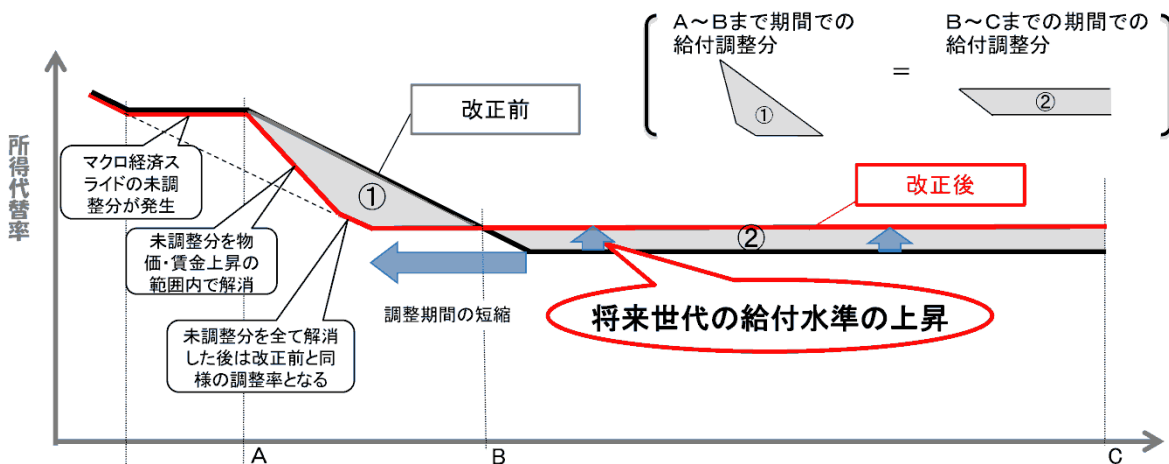 A～Bまで期間での
給付調整分
①
＝
B～Cまでの期間での
給付調整分
②
所得代替率
改正前
マクロ経済ス
ライドの未調
整分が発生
①
改正後
②
未調整分を物
価・賃金上昇の
範囲内で解消
調整期間の短縮
将来世代の給付水準の上昇
未調整分を全て解消
した後は改正前と同
様の調整率となる
A
B
C